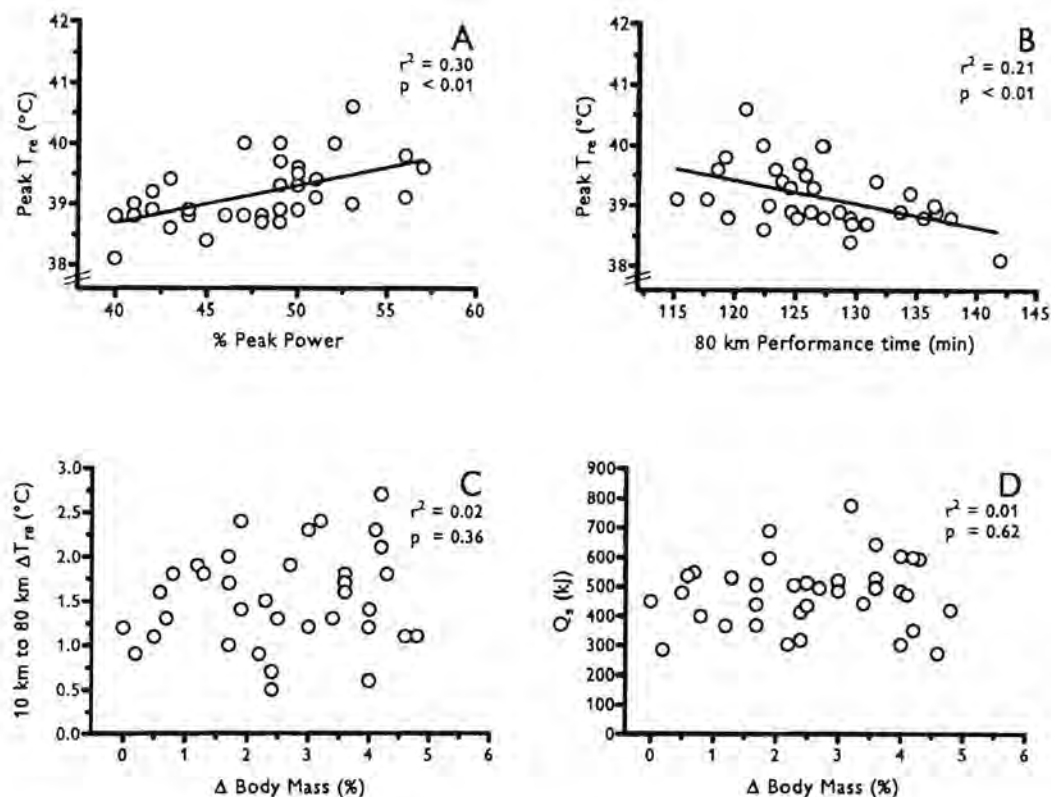 A
r² = 0.30
p < 0.01
Peak Tre (°C)
42
41
40
39
38
40
45
50
55
60
% Peak Power
B
r² = 0.21
p < 0.01
Peak Tre (°C)
42
41
40
39
38
115
120
125
130
135
140
145
80 km Performance time (min)
C
r² = 0.02
p = 0.36
10 km to 80 km ΔTre (°C)
3.0
2.5
2.0
1.5
1.0
0.5
0.0
0
1
2
3
4
5
6
Δ Body Mass (%)
D
r² = 0.01
p = 0.62
Qs (kJ)
900
800
700
600
500
400
300
200
100
0
0
1
2
3
4
5
6
Δ Body Mass (%)